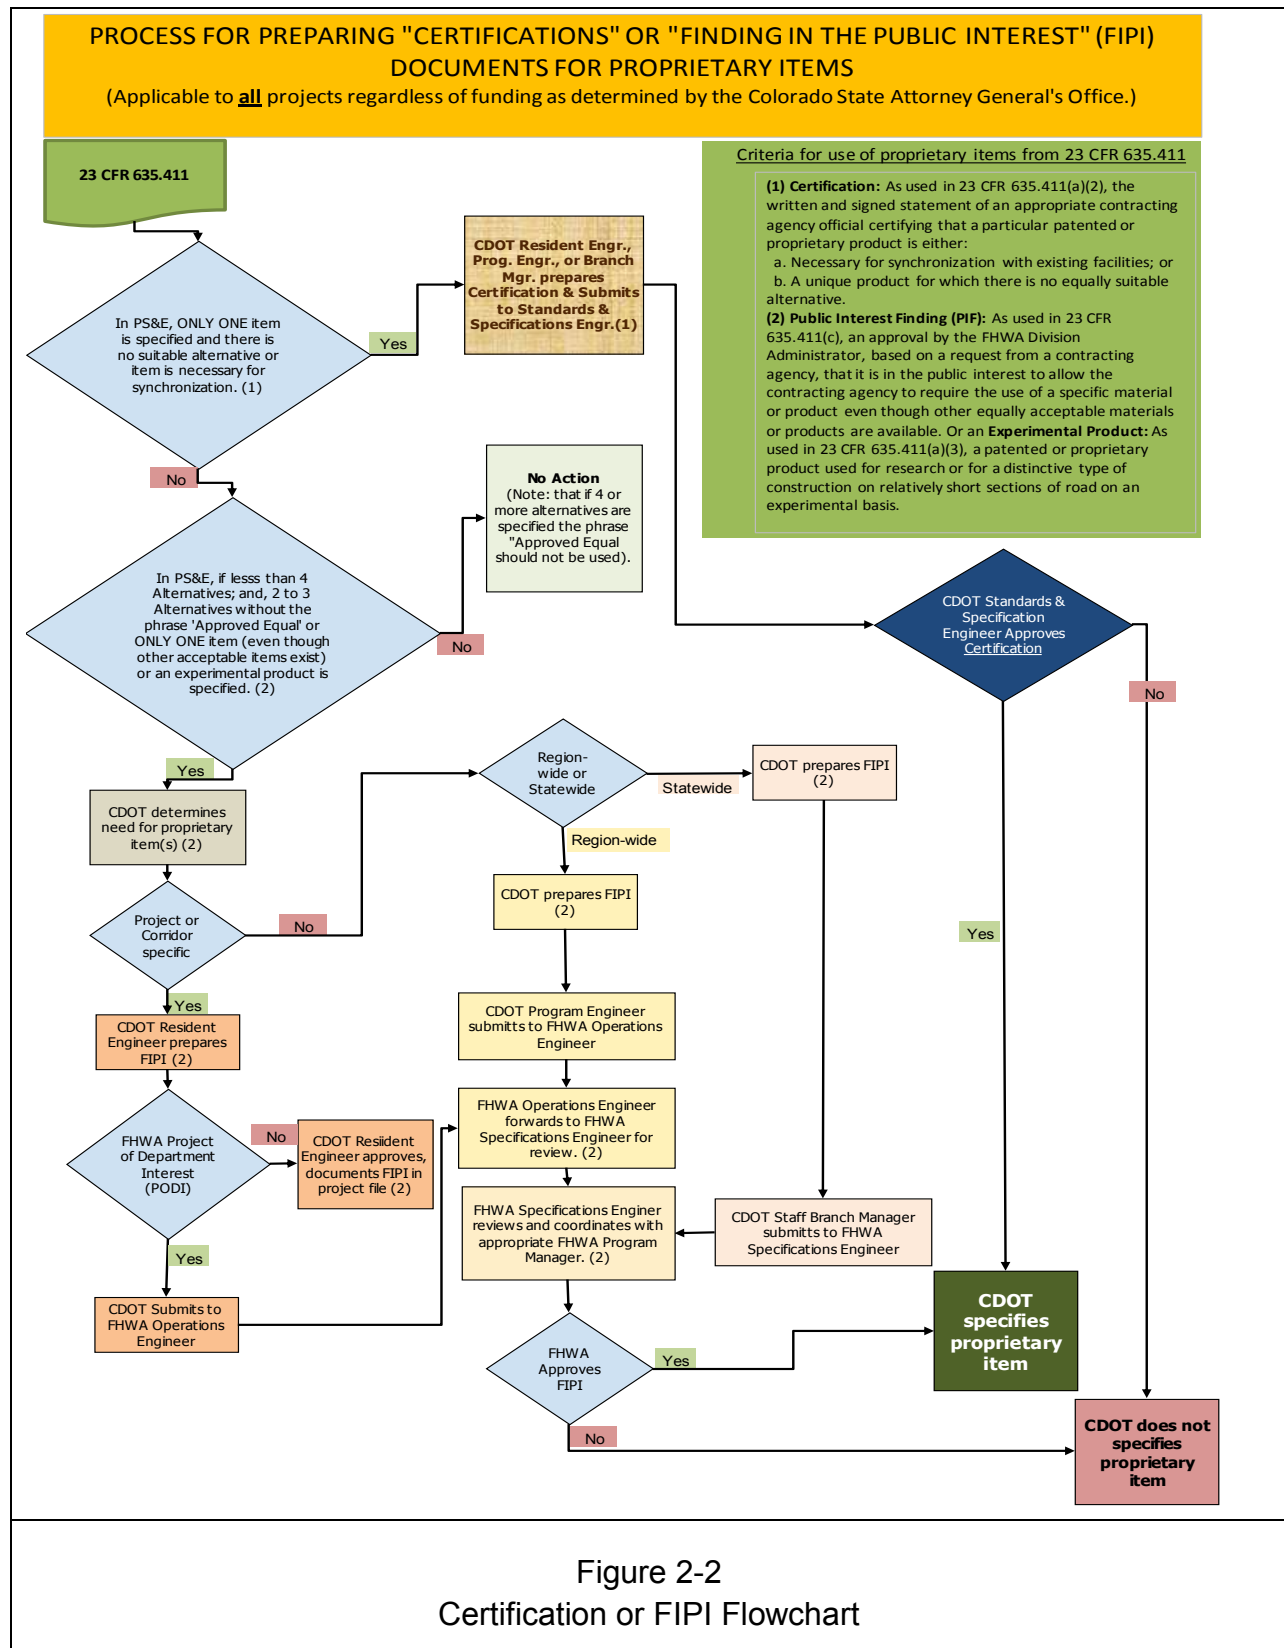 PROCESS FOR PREPARING "CERTIFICATIONS" OR "FINDING IN THE PUBLIC INTEREST" (FIPI)
DOCUMENTS FOR PROPRIETARY ITEMS
(Applicable to all projects regardless of funding as determined by the Colorado State Attorney General's Office.)
23 CFR 635.411
Criteria for use of proprietary items from 23 CFR 635.411
(1) Certification: As used in 23 CFR 635.411(a)(2), the
written and signed statement of an appropriate contracting
agency official certifying that a particular patented or
proprietary product is either:
a. Necessary for synchronization with existing facilities; or
b. A unique product for which there is no equally suitable
alternative.
(2) Public Interest Finding (PIF): As used in 23 CFR
635.411(c), an approval by the FHWA Division
Administrator, based on a request from a contracting
agency, that it is in the public interest to allow the
contracting agency to require the use of a specific material
or product even though other equally acceptable materials
or products are available. Or an Experimental Product: As
used in 23 CFR 635.411(a)(3), a patented or proprietary
product used for research or for a distinctive type of
construction on relatively short sections of road on an
experimental basis.
In PS&E, ONLY ONE item
is specified and there is
no suitable alternative or
item is necessary for
synchronization. (1)
Yes
CDOT Resident Engr.,
Prog. Engr., or Branch
Mgr. prepares
Certification & Submits
to Standards &
Specifications Engr.(1)
No
No Action
(Note: that if 4 or
more alternatives are
specified the phrase
"Approved Equal
should not be used).
In PS&E, if lesss than 4
Alternatives; and, 2 to 3
Alternatives without the
phrase 'Approved Equal' or
ONLY ONE item (even though
other acceptable items exist)
or an experimental product is
specified. (2)
No
CDOT Standards &
Specification
Engineer Approves
Certification
No
Yes
Yes
CDOT determines
need for proprietary
item(s) (2)
Region-
wide or
Statewide
Statewide
CDOT prepares FIPI
(2)
Region-wide
CDOT prepares FIPI
(2)
Project or
Corridor
specific
No
Yes
CDOT Resident
Engineer prepares
FIPI (2)
CDOT Program Engineer
submitts to FHWA Operations
Engineer
FHWA Operations Engineer
forwards to FHWA
Specifications Engineer for
review. (2)
FHWA Project
of Department
Interest
(PODI)
No
CDOT Resiident
Engineer approves,
documents FIPI in
project file (2)
FHWA Specifications Enginer
reviews and coordinates with
appropriate FHWA Program
Manager. (2)
CDOT Staff Branch Manager
submitts to FHWA
Specifications Engineer
Yes
CDOT Submits to
FHWA Operations
Engineer
FHWA
Approves
FIPI
Yes
CDOT
specifies
proprietary
item
No
CDOT does not
specifies
proprietary
item
Figure 2-2
Certification or FIPI Flowchart